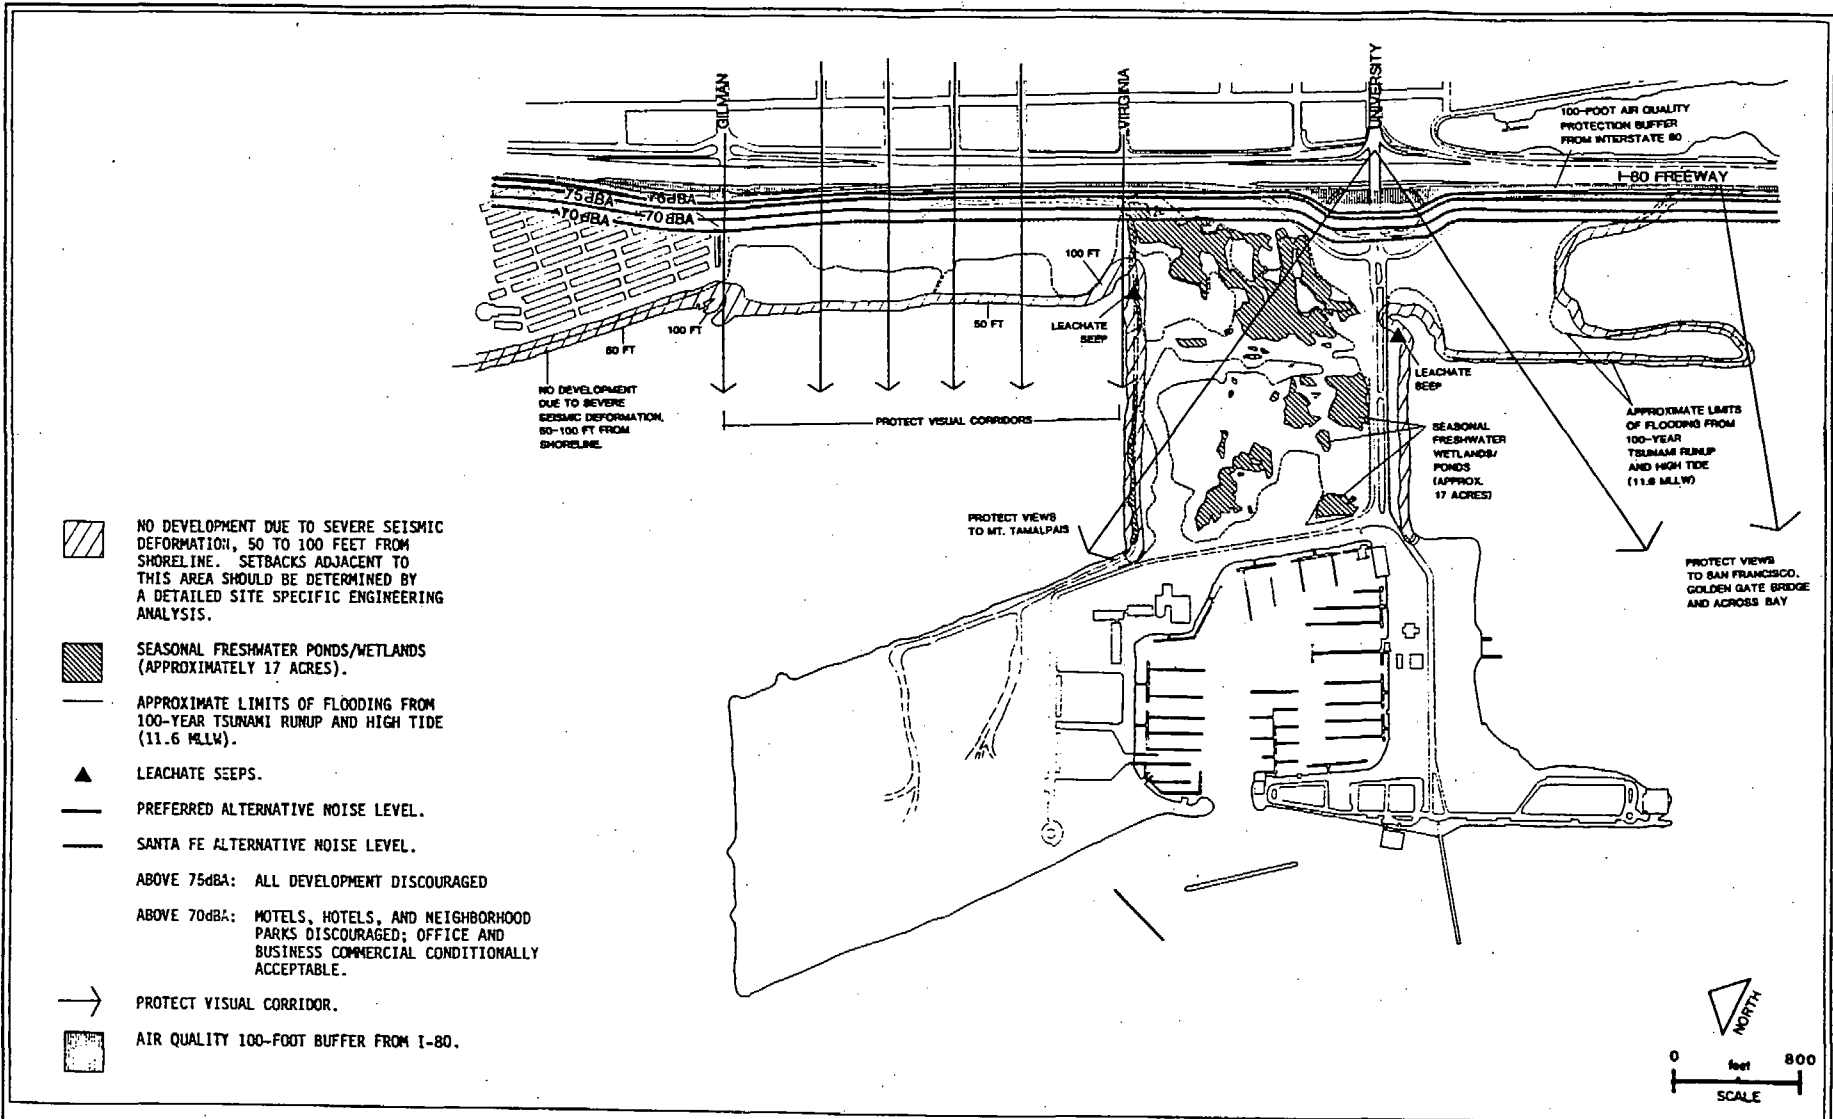 GILMAN
VIRGINIA
UNIVERSITY
100-FOOT AIR QUALITY
PROTECTION BUFFER
FROM INTERSTATE 80
I-80 FREEWAY
75dBA
75dBA
70dBA
70dBA
100 FT
100 FT
50 FT
50 FT
LEACHATE
SEEP
LEACHATE
SEEP
NO DEVELOPMENT
DUE TO SEVERE
SEISMIC DEFORMATION,
50-100 FT FROM
SHORELINE.
PROTECT VISUAL CORRIDORS
SEASONAL
FRESHWATER
WETLANDS/
PONDS
(APPROX.
17 ACRES)
APPROXIMATE LIMITS
OF FLOODING FROM
100-YEAR
TSUNAMI RUNUP
AND HIGH TIDE
(11.6 MLLW)
PROTECT VIEWS
TO MT. TAMALPAIS
PROTECT VIEWS
TO SAN FRANCISCO,
GOLDEN GATE BRIDGE
AND ACROSS BAY
NO DEVELOPMENT DUE TO SEVERE SEISMIC
DEFORMATION, 50 TO 100 FEET FROM
SHORELINE. SETBACKS ADJACENT TO
THIS AREA SHOULD BE DETERMINED BY
A DETAILED SITE SPECIFIC ENGINEERING
ANALYSIS.
SEASONAL FRESHWATER PONDS/WETLANDS
(APPROXIMATELY 17 ACRES).
APPROXIMATE LIMITS OF FLOODING FROM
100-YEAR TSUNAMI RUNUP AND HIGH TIDE
(11.6 MLLW).
LEACHATE SEEPS.
PREFERRED ALTERNATIVE NOISE LEVEL.
SANTA FE ALTERNATIVE NOISE LEVEL.
ABOVE 75dBA: ALL DEVELOPMENT DISCOURAGED
ABOVE 70dBA: MOTELS, HOTELS, AND NEIGHBORHOOD
PARKS DISCOURAGED; OFFICE AND
BUSINESS COMMERCIAL CONDITIONALLY
ACCEPTABLE.
PROTECT VISUAL CORRIDOR.
AIR QUALITY 100-FOOT BUFFER FROM I-80.
NORTH
0 feet 800
SCALE